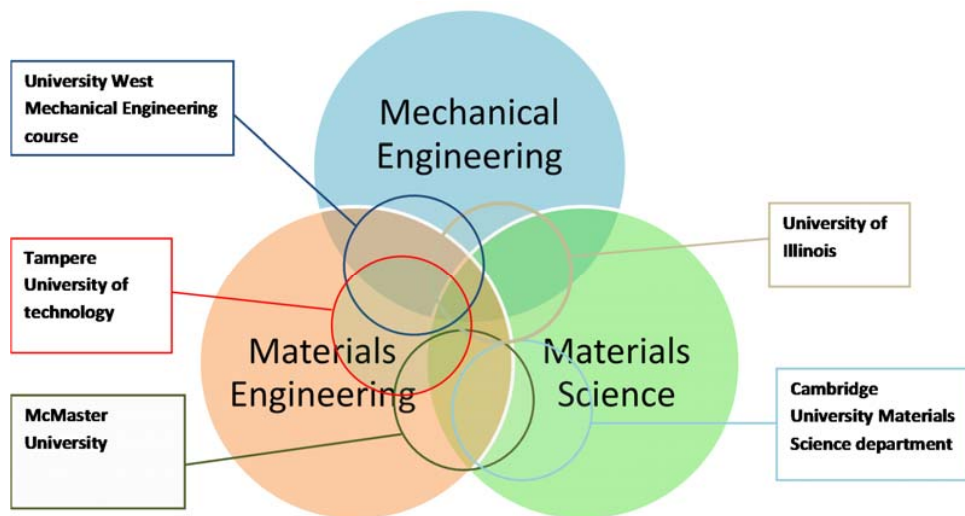 University West
Mechanical Engineering
course
Mechanical
Engineering
University of
Illinois
Tampere
University of
technology
Materials
Engineering
Materials
Science
McMaster
University
Cambridge
University Materials
Science department